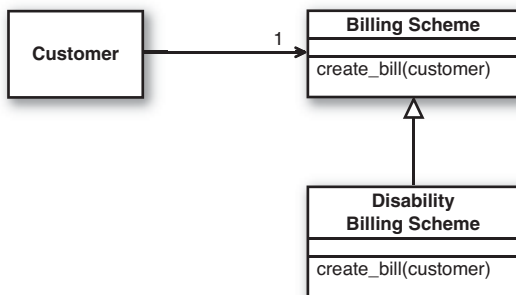 Customer
1
Billing Scheme
create_bill(customer)
Disability
Billing Scheme
create_bill(customer)